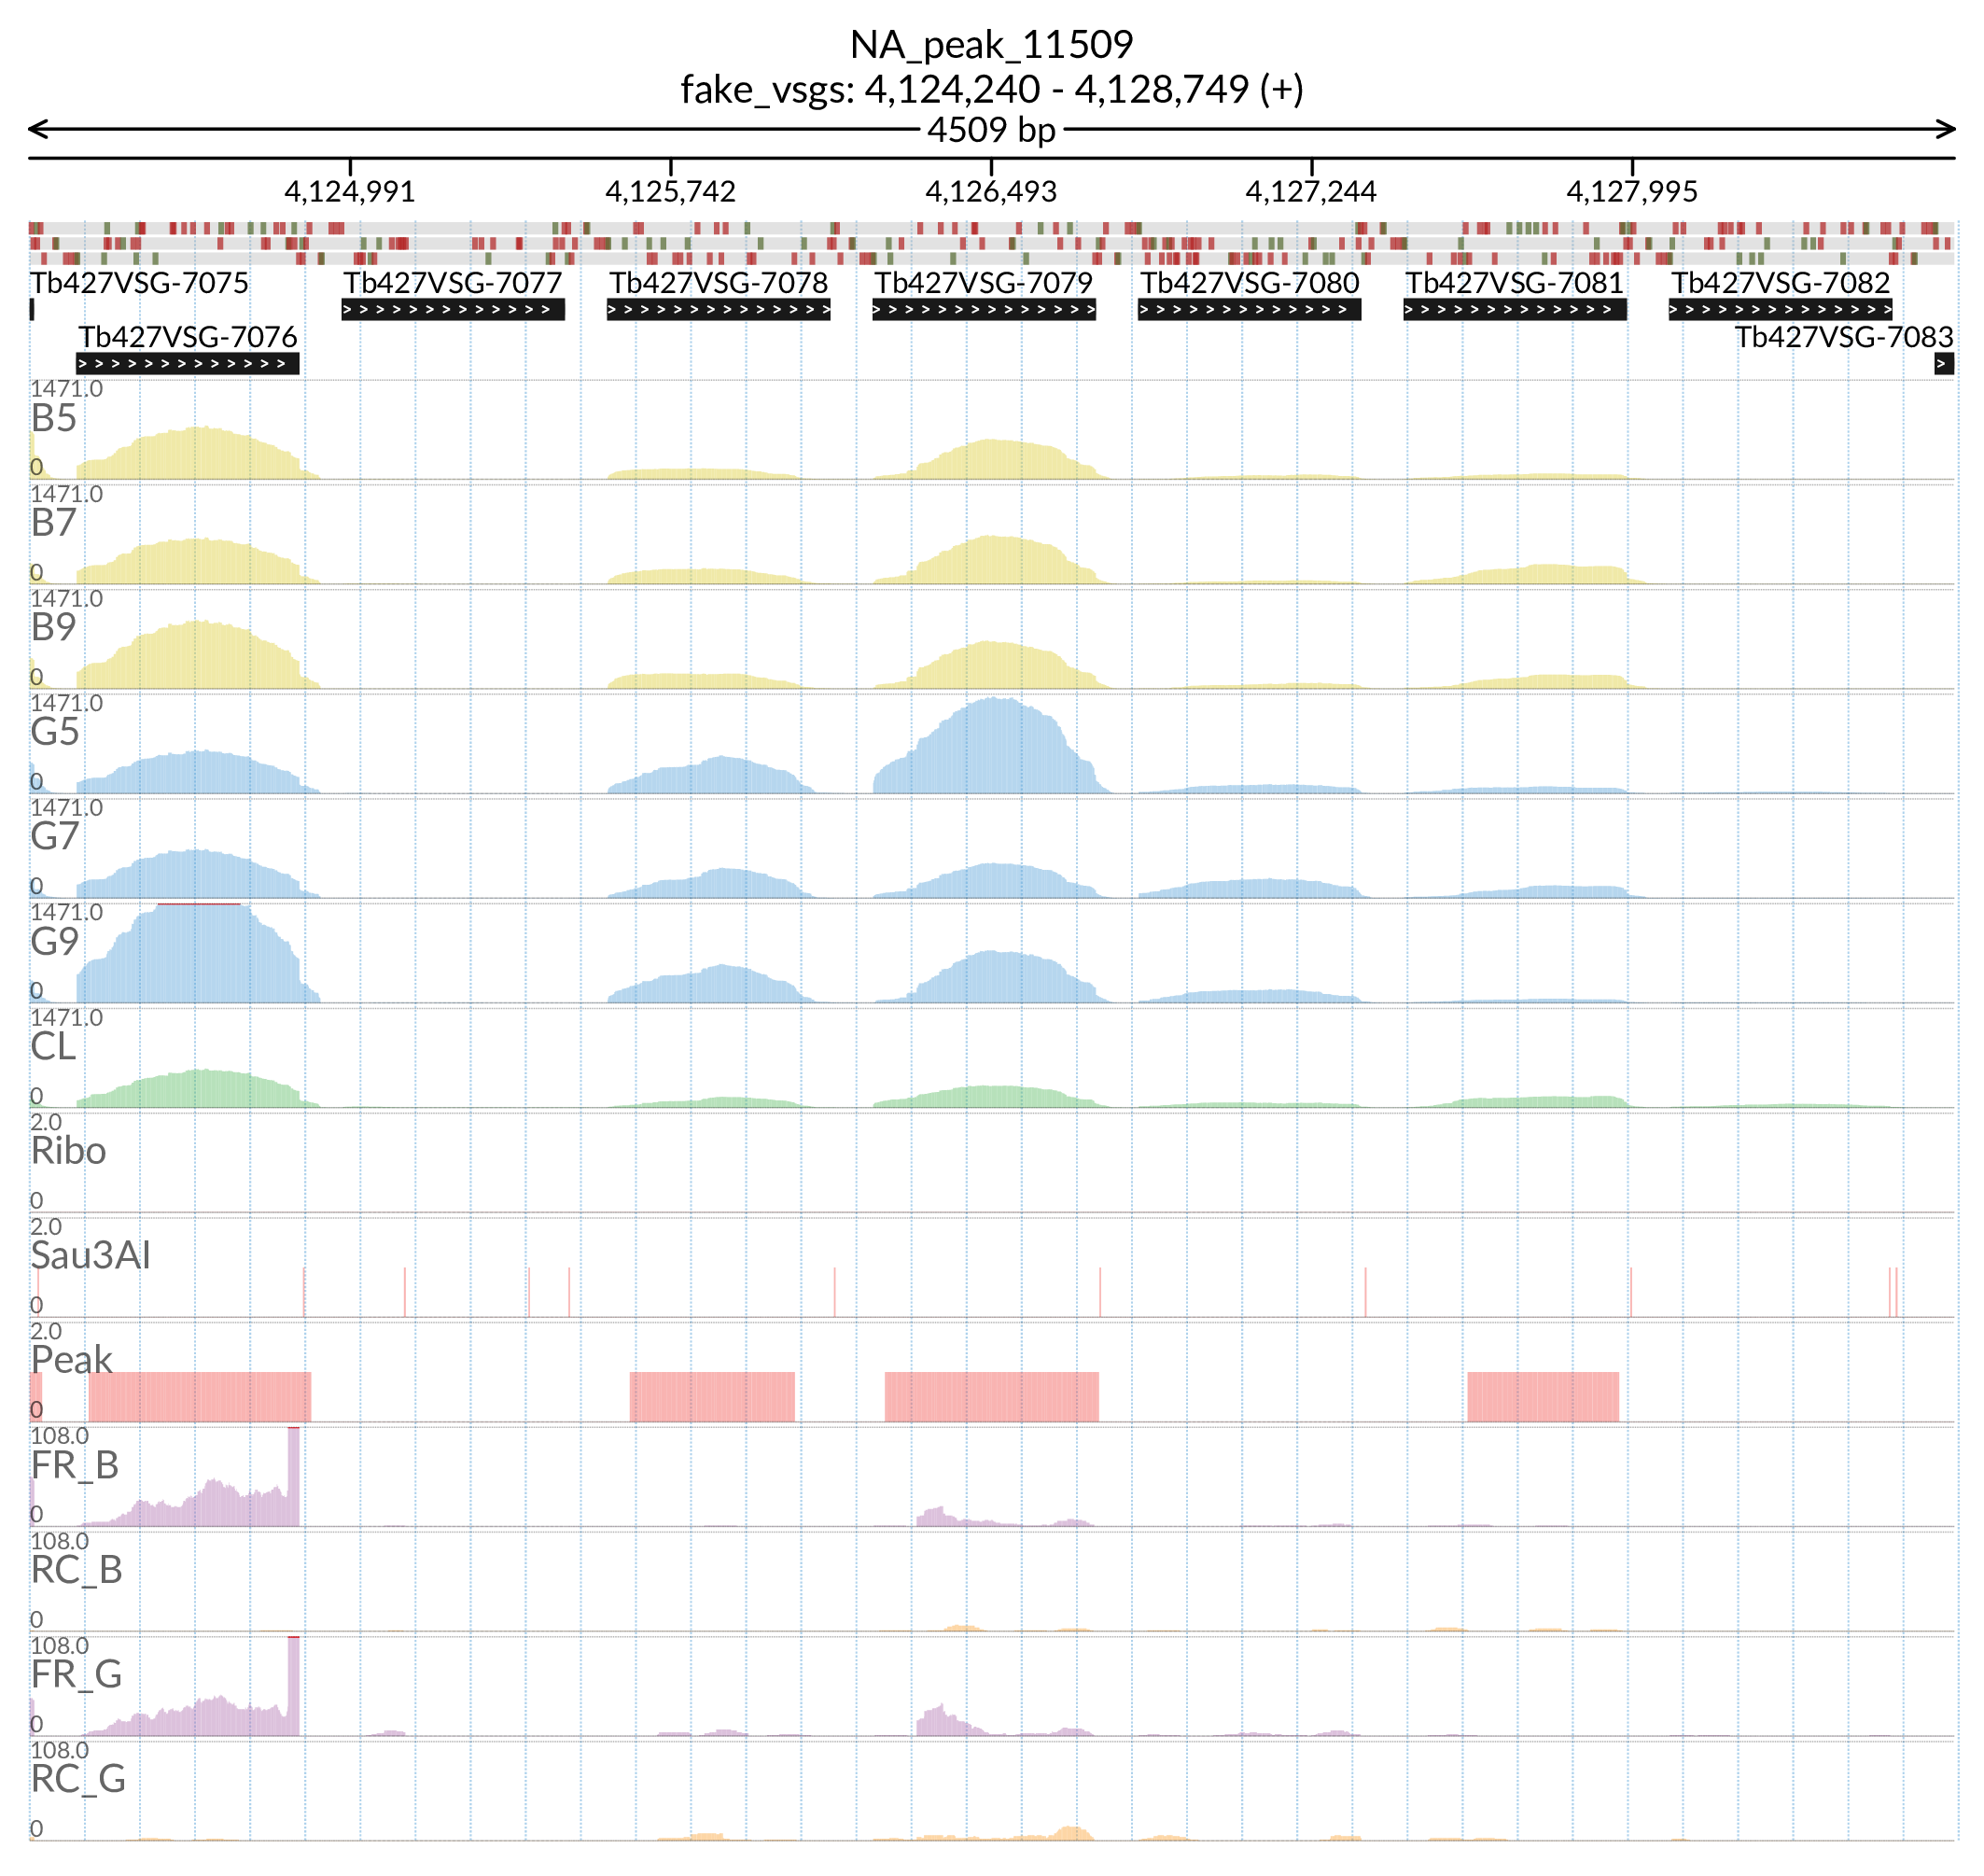 NA_peak_11509
fake_vsgs: 4,124,240 - 4,128,749 (+)
4509 bp
4,124,991 4,125,742 4,126,493 4,127,244 4,127,995
Tb427VSG-7075 Tb427VSG-7077 Tb427VSG-7078 Tb427VSG-7079 Tb427VSG-7080 Tb427VSG-7081 Tb427VSG-7082
Tb427VSG-7076 Tb427VSG-7083
1471.0
B5
0
1471.0
B7
0
1471.0
B9
0
1471.0
G5
0
1471.0
G7
0
1471.0
G9
0
1471.0
CL
0
2.0
Ribo
0
2.0
Sau3AI
0
2.0
Peak
0
108.0
FR_B
0
108.0
RC_B
0
108.0
FR_G
0
108.0
RC_G
0